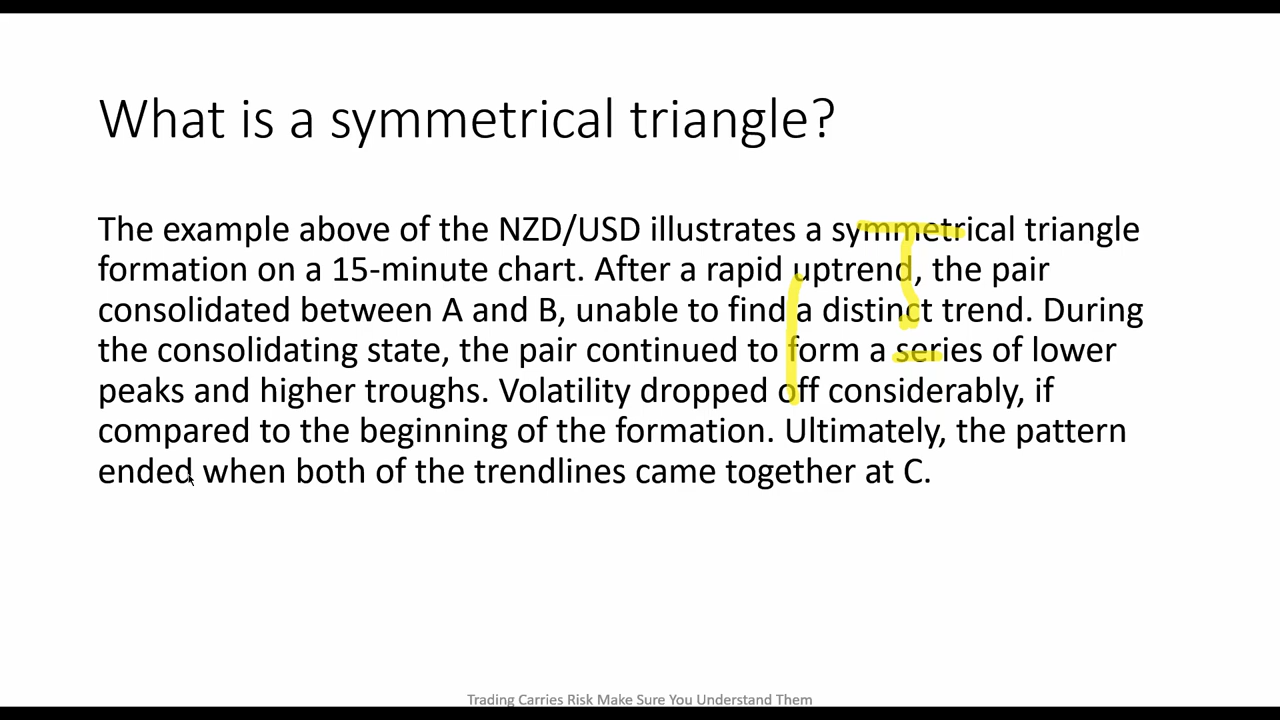 What is a symmetrical triangle?
The example above of the NZD/USD illustrates a symmetrical triangle
formation on a 15-minute chart. After a rapid uptrend, the pair
consolidated between A and B, unable to find a distinct trend. During
the consolidating state, the pair continued to form a series of lower
peaks and higher troughs. Volatility dropped off considerably, if
compared to the beginning of the formation. Ultimately, the pattern
ended when both of the trendlines came together at C.
Trading Carries Risk Make Sure You Understand Them